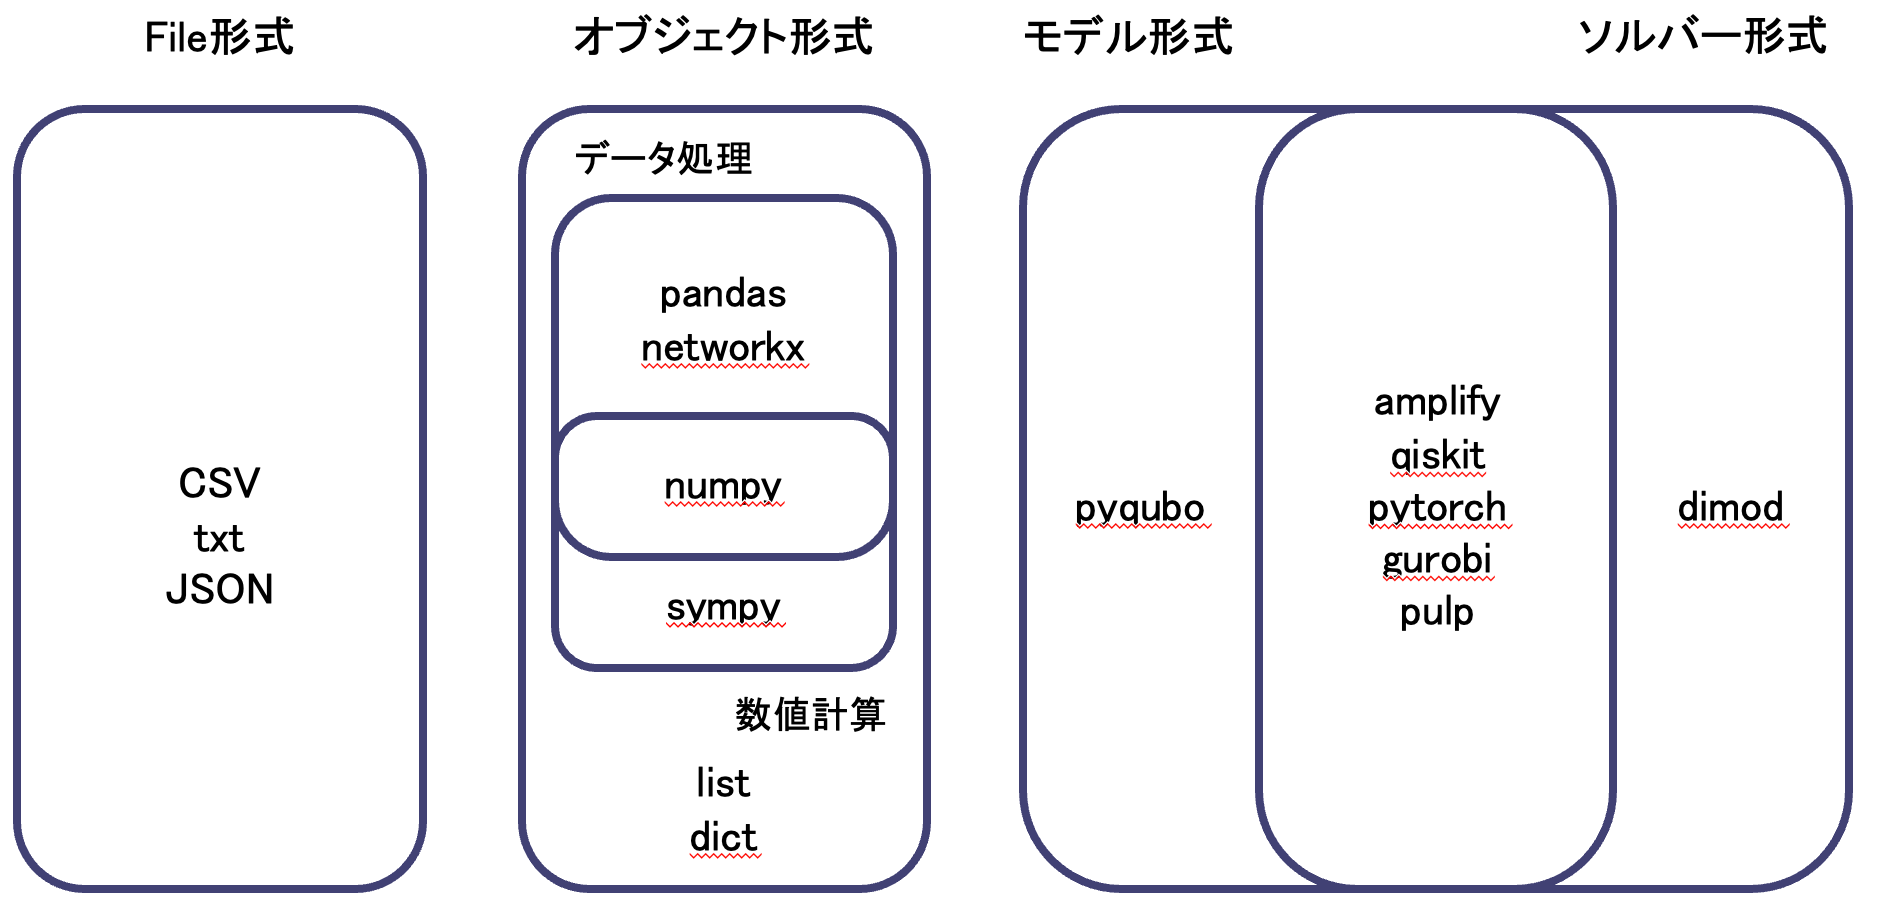 File形式
オブジェクト形式
モデル形式
ソルバー形式
CSV
txt
JSON
データ処理
pandas
networkx
numpy
sympy
数値計算
list
dict
pyqubo
amplify
qiskit
pytorch
gurobi
pulp
dimod